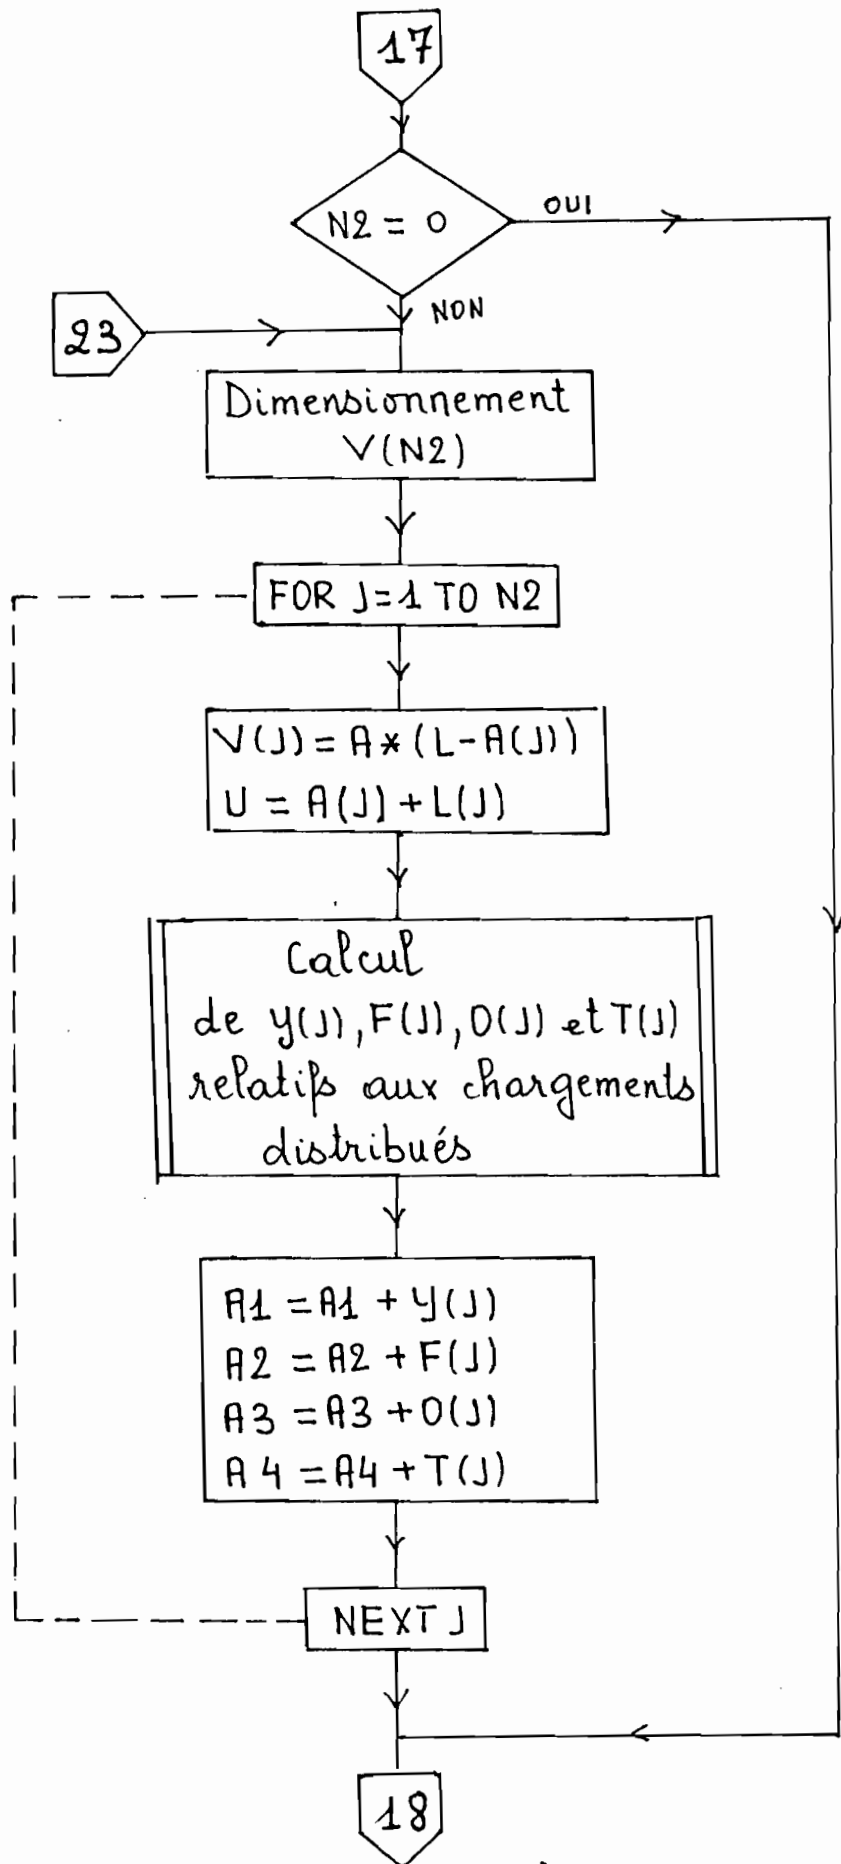 17
N2 = 0
OUI
NON
23
Dimensionnement
V(N2)
FOR J=1 TO N2
V(J) = A*(L-A(J))
U = A(J) + L(J)
Calcul
de Y(J), F(J), O(J) et T(J)
relatifs aux chargements
distribués
A1 = A1 + Y(J)
A2 = A2 + F(J)
A3 = A3 + O(J)
A4 = A4 + T(J)
NEXT J
18